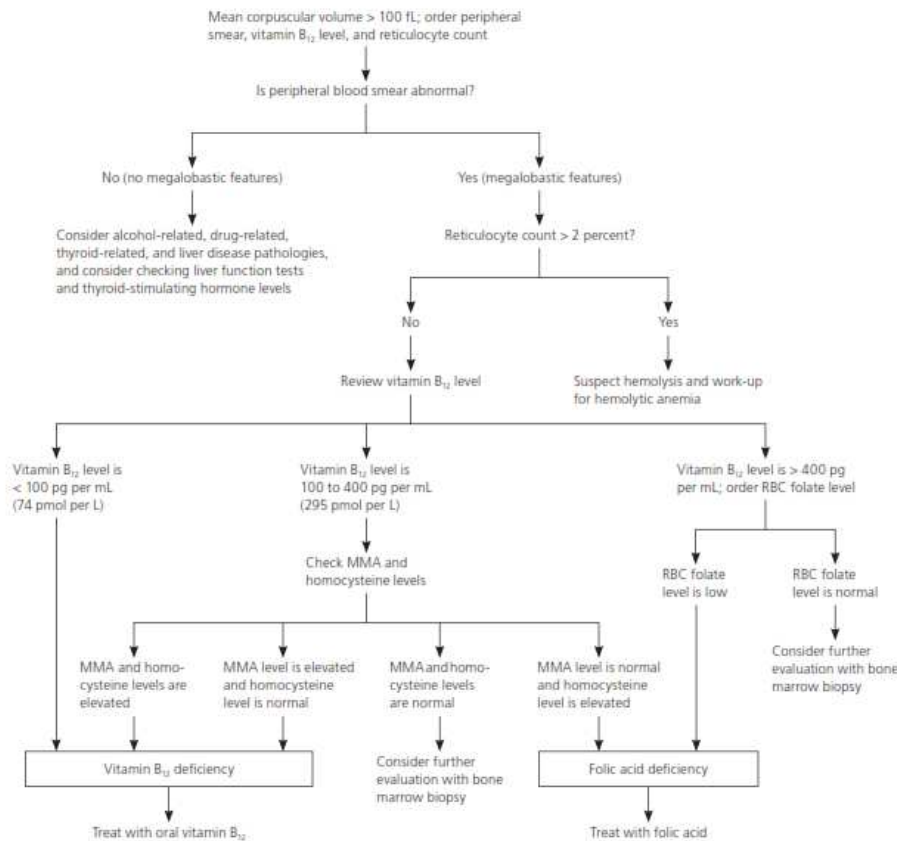 Mean corpuscular volume > 100 fL; order peripheral
smear, vitamin B₁₂ level, and reticulocyte count
Is peripheral blood smear abnormal?
No (no megalobastic features)
Yes (megalobastic features)
Consider alcohol-related, drug-related,
thyroid-related, and liver disease pathologies,
and consider checking liver function tests
and thyroid-stimulating hormone levels
Reticulocyte count > 2 percent?
No
Yes
Review vitamin B₁₂ level
Suspect hemolysis and work-up
for hemolytic anemia
Vitamin B₁₂ level is
< 100 pg per mL
(74 pmol per L)
Vitamin B₁₂ level is
100 to 400 pg per mL
(295 pmol per L)
Vitamin B₁₂ level is > 400 pg
per mL; order RBC folate level
Check MMA and
homocysteine levels
RBC folate
level is low
RBC folate
level is normal
MMA and homo-
cysteine levels are
elevated
MMA level is elevated
and homocysteine
level is normal
MMA and homo-
cysteine levels
are normal
MMA level is normal
and homocysteine
level is elevated
Consider further
evaluation with bone
marrow biopsy
Vitamin B₁₂ deficiency
Consider further
evaluation with bone
marrow biopsy
Folic acid deficiency
Treat with oral vitamin B₁₂
Treat with folic acid